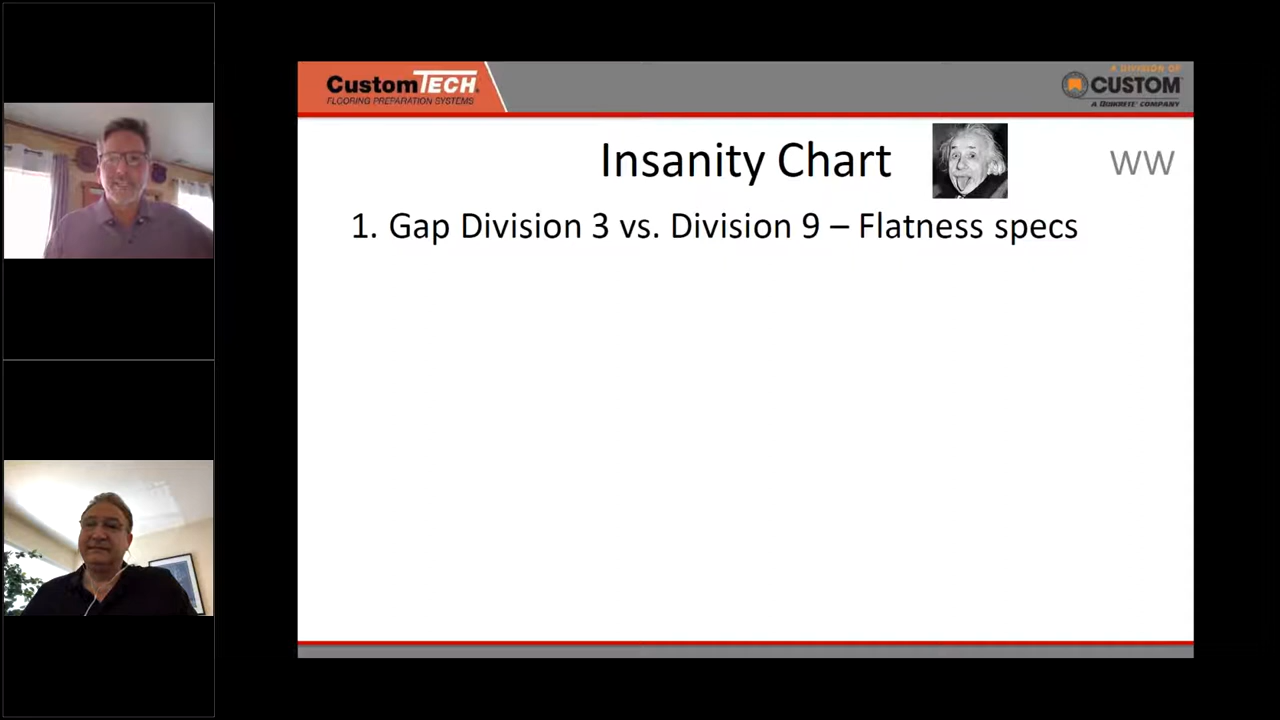 CUSTOMTECH
FLOORING PREPARATION SYSTEMS
A DIVISION OF
CUSTOM
A QUIKRETE COMPANY
Insanity Chart
WW
1. Gap Division 3 vs. Division 9 – Flatness specs